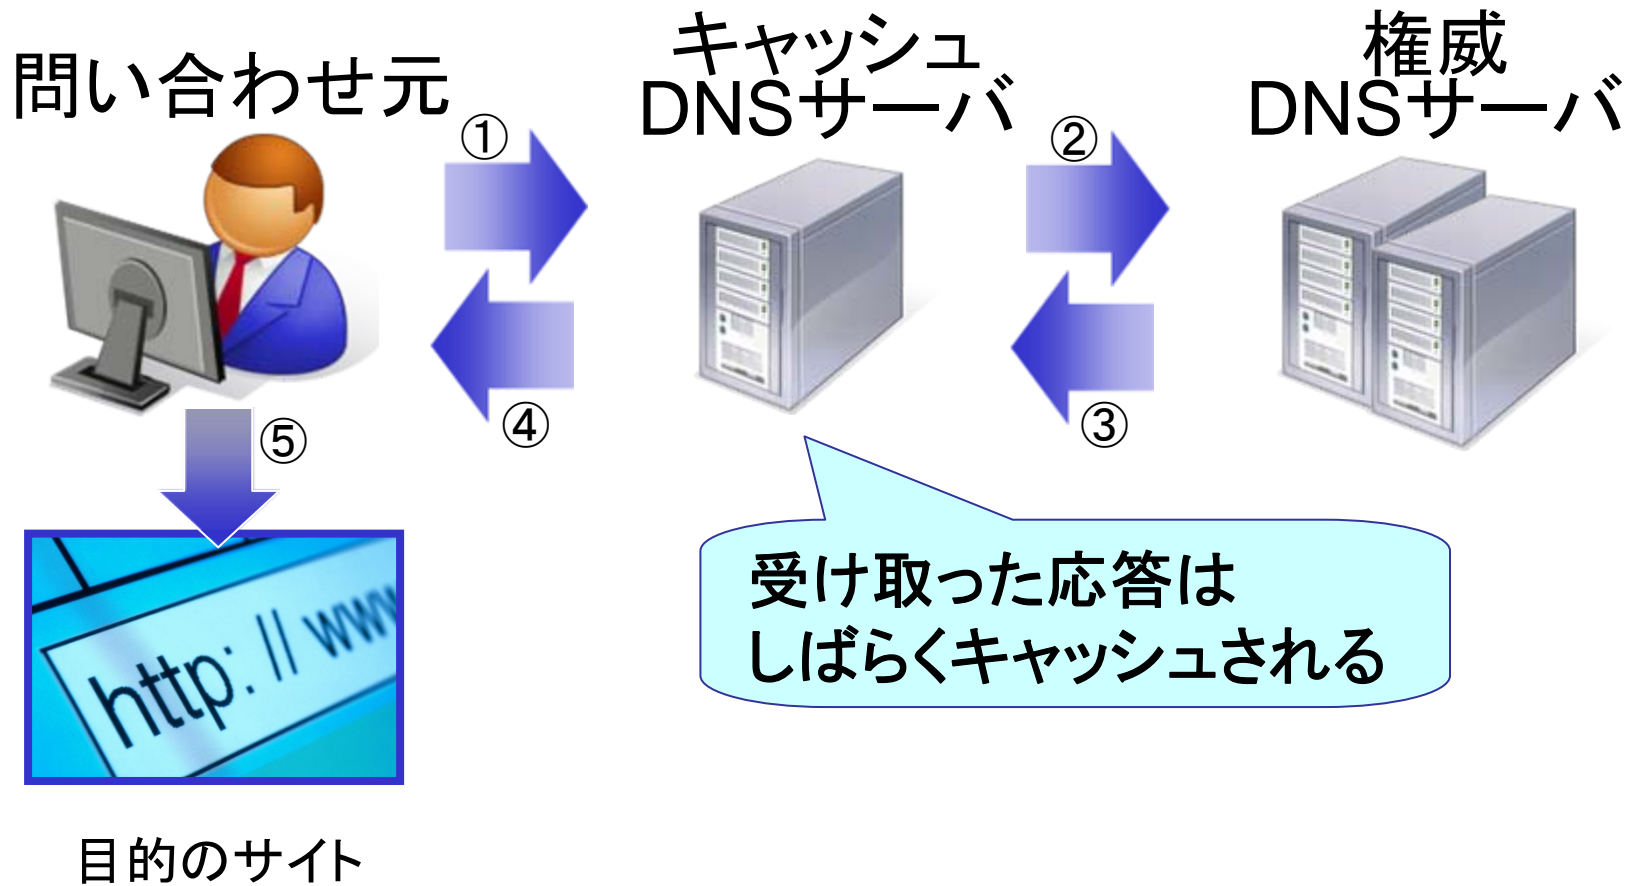 問い合わせ元
キャッシュ
DNSサーバ
権威
DNSサーバ
①
②
④
③
⑤
受け取った応答は
しばらくキャッシュされる
http: // www
目的のサイト